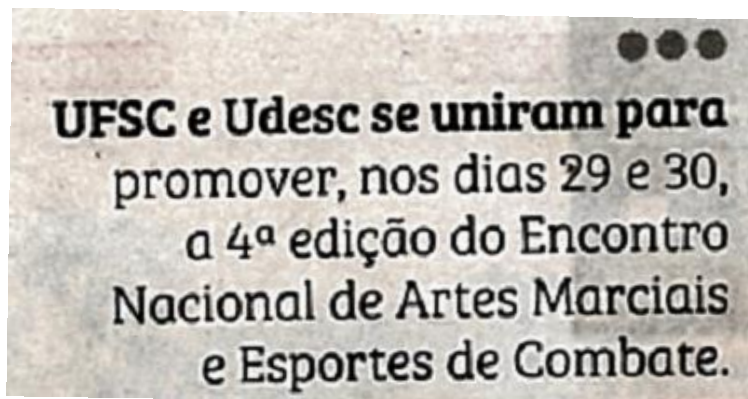 ●●●
UFSC e Udesc se uniram para
promover, nos dias 29 e 30,
a 4ª edição do Encontro
Nacional de Artes Marciais
e Esportes de Combate.